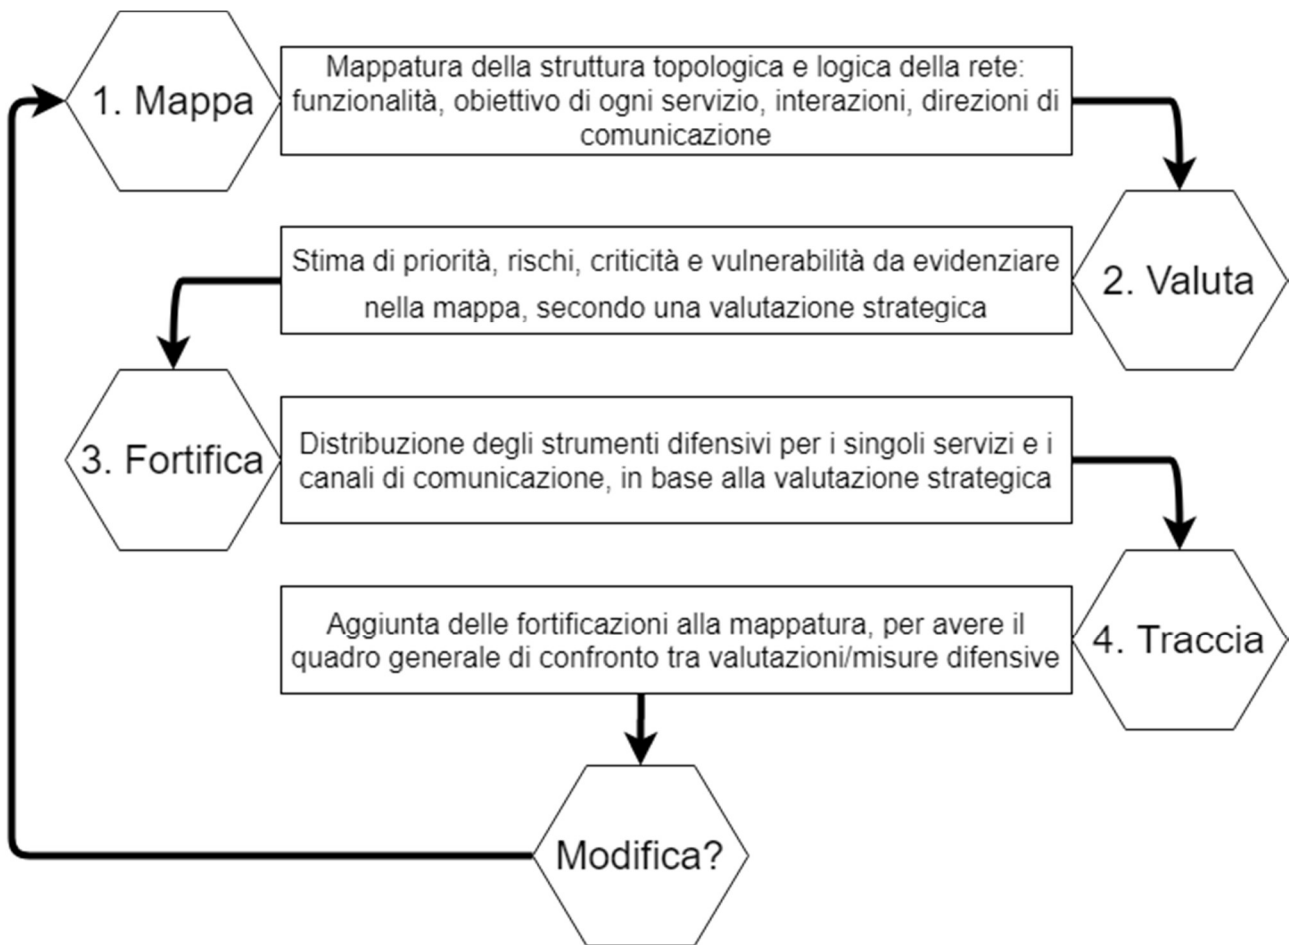 1. Mappa
Mappatura della struttura topologica e logica della rete:
funzionalità, obiettivo di ogni servizio, interazioni, direzioni di
comunicazione
Stima di priorità, rischi, criticità e vulnerabilità da evidenziare
nella mappa, secondo una valutazione strategica
2. Valuta
3. Fortifica
Distribuzione degli strumenti difensivi per i singoli servizi e i
canali di comunicazione, in base alla valutazione strategica
Aggiunta delle fortificazioni alla mappatura, per avere il
quadro generale di confronto tra valutazioni/misure difensive
4. Traccia
Modifica?